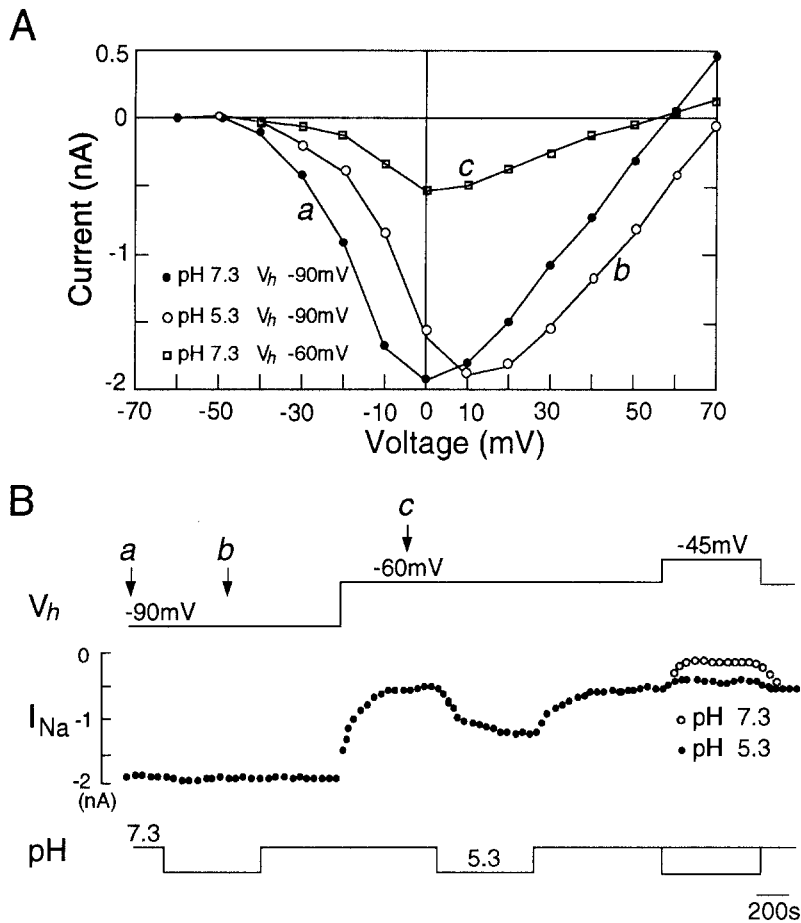 A
Current (nA)
0.5
0
-1
-2
a
b
c
pH 7.3 Vh -90mV
pH 5.3 Vh -90mV
pH 7.3 Vh -60mV
-70 -50 -30 -10 0 10 30 50 70
Voltage (mV)
B
a b c
Vh
-90mV
-60mV
-45mV
INa
0
-1
-2
(nA)
pH 7.3
pH 5.3
pH
7.3
5.3
200s